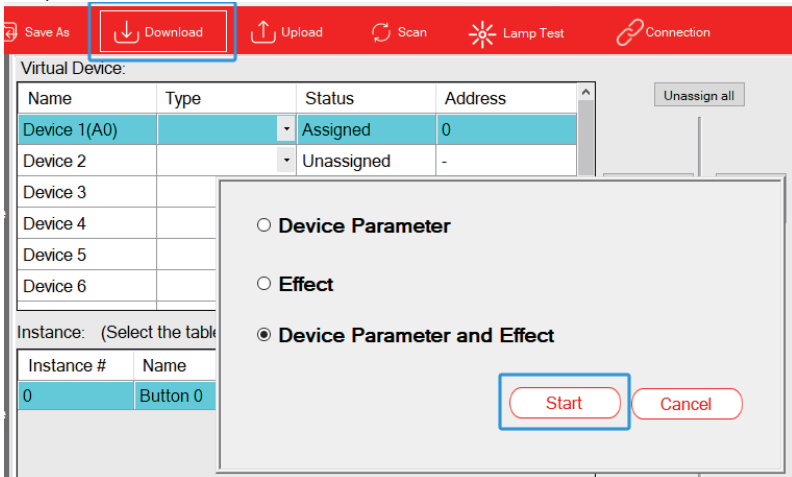 Save As Download Upload Scan Lamp Test Connection
Virtual Device:
Name Type Status Address
Unassign all
Device 1(A0) Assigned 0
Device 2 Unassigned -
Device 3
Device 4
Device 5
Device 6
Device Parameter
Effect
Device Parameter and Effect
Start Cancel
Instance: (Select the table
Instance # Name
0 Button 0